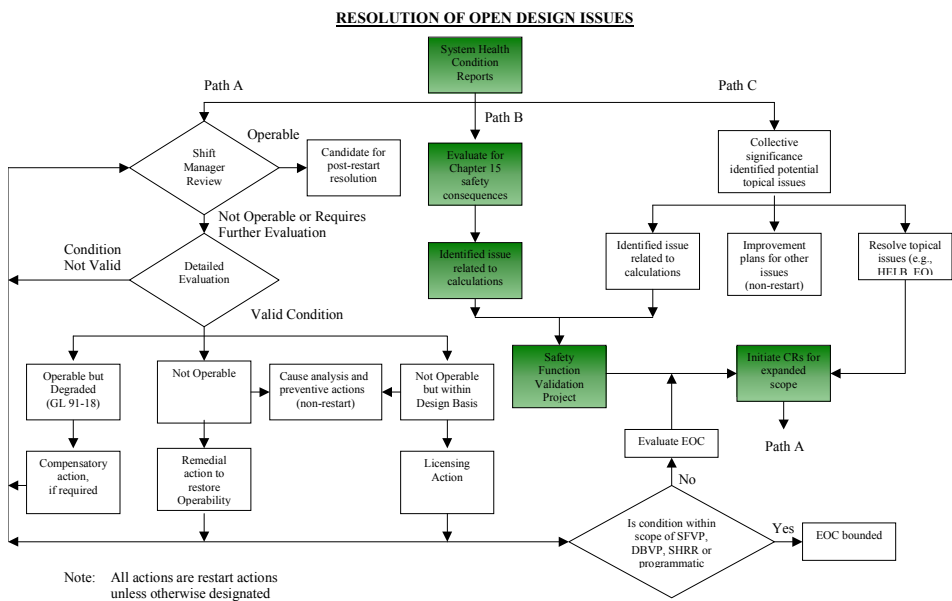 RESOLUTION OF OPEN DESIGN ISSUES
System Health
Condition
Reports
Path A
Path B
Path C
Shift
Manager
Review
Operable
Candidate for
post-restart
resolution
Evaluate for
Chapter 15
safety
consequences
Collective
significance
identified potential
topical issues
Not Operable or Requires
Further Evaluation
Condition
Not Valid
Detailed
Evaluation
Identified issue
related to
calculations
Identified issue
related to
calculations
Improvement
plans for other
issues
(non-restart)
Resolve topical
issues (e.g.,
HELB, EQ)
Valid Condition
Operable but
Degraded
(GL 91-18)
Not Operable
Cause analysis and
preventive actions
(non-restart)
Not Operable
but within
Design Basis
Safety
Function
Validation
Project
Initiate CRs for
expanded
scope
Path A
Evaluate EOC
Compensatory
action,
if required
Remedial
action to
restore
Operability
Licensing
Action
No
Is condition within
scope of SFVP,
DBVP, SHRR or
programmatic
Yes
EOC bounded
Note: All actions are restart actions
unless otherwise designated